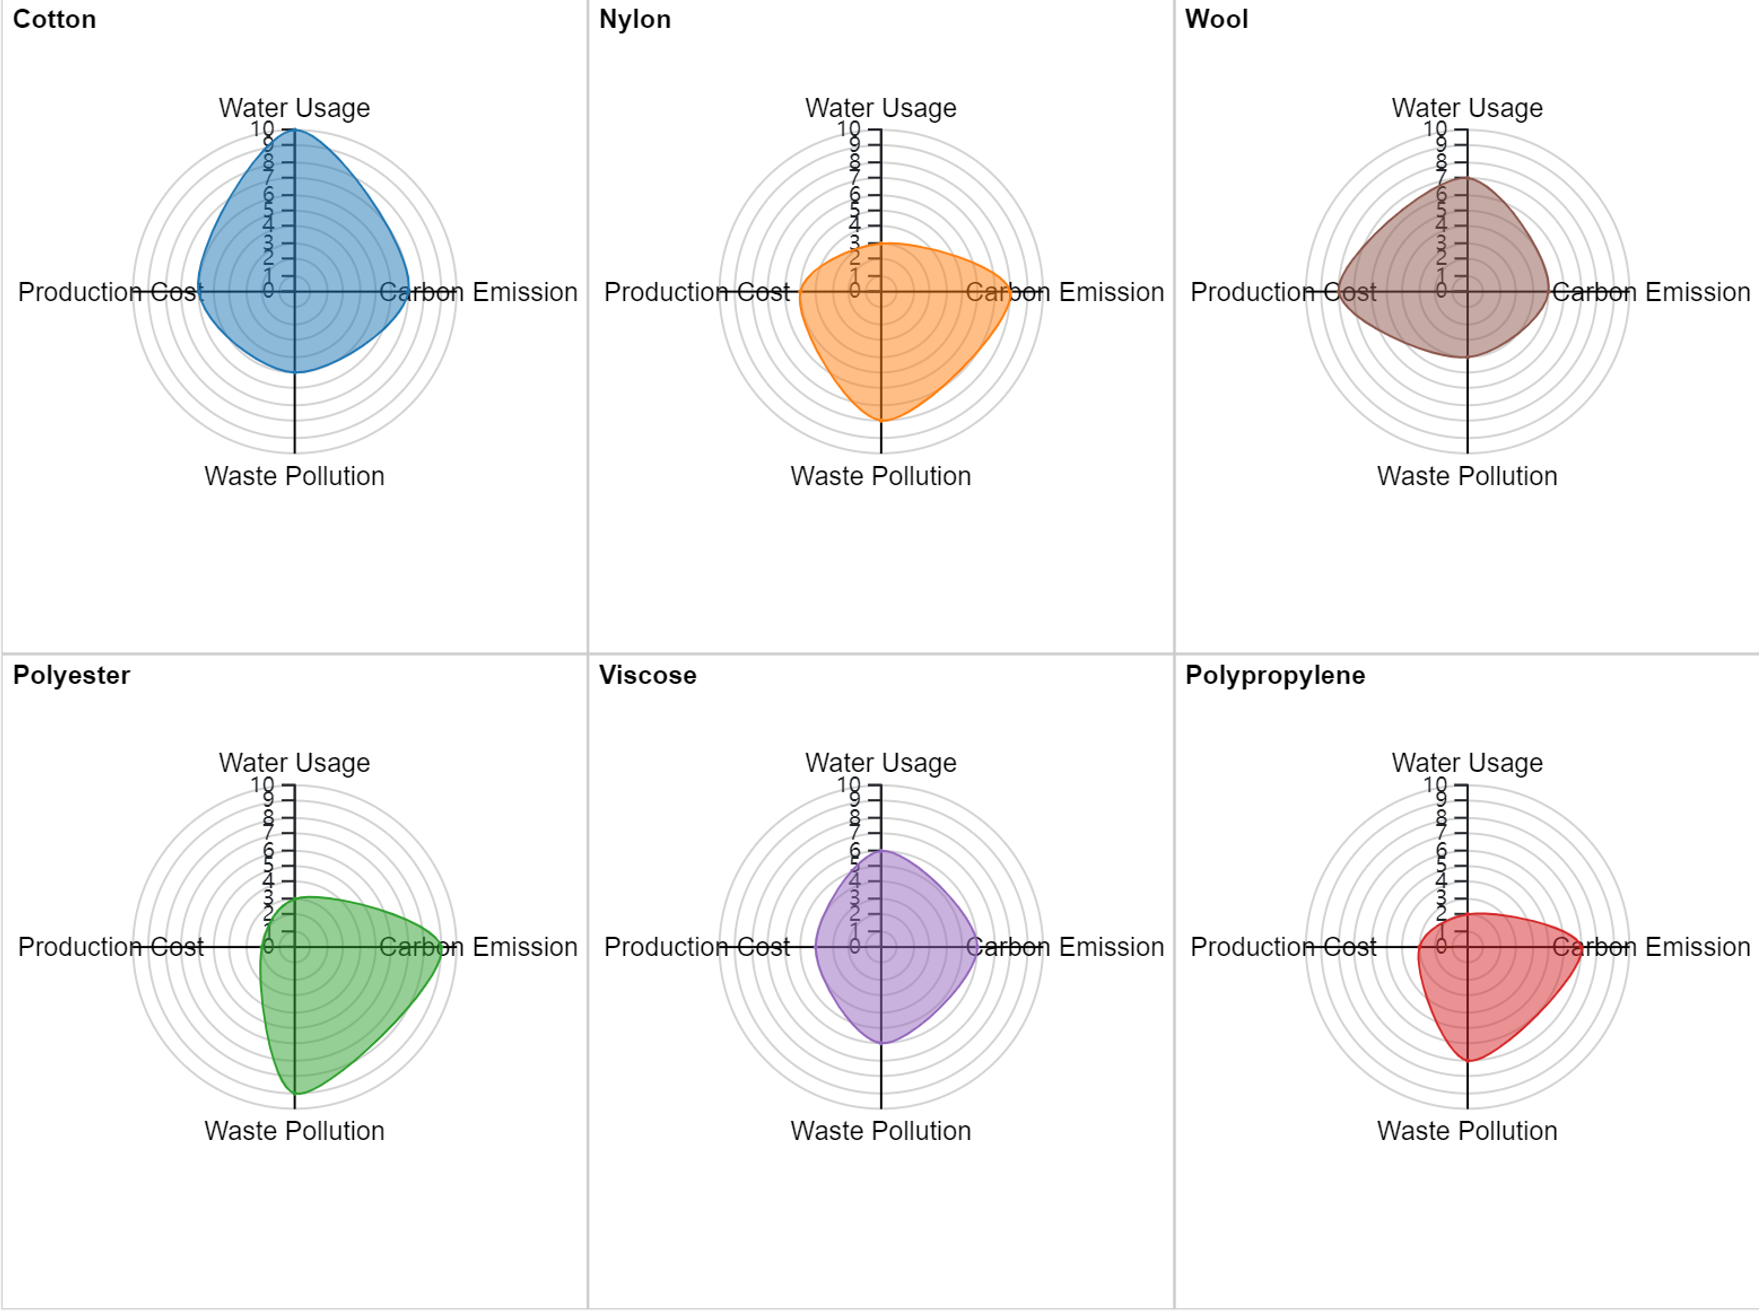 Cotton
Water Usage
10
9
8
7
6
5
4
3
2
1
0
Production Cost
Carbon Emission
Waste Pollution
Nylon
Water Usage
10
9
8
7
6
5
4
3
2
1
0
Production Cost
Carbon Emission
Waste Pollution
Wool
Water Usage
10
9
8
7
6
5
4
3
2
1
0
Production Cost
Carbon Emission
Waste Pollution
Polyester
Water Usage
10
9
8
7
6
5
4
3
2
1
0
Production Cost
Carbon Emission
Waste Pollution
Viscose
Water Usage
10
9
8
7
6
5
4
3
2
1
0
Production Cost
Carbon Emission
Waste Pollution
Polypropylene
Water Usage
10
9
8
7
6
5
4
3
2
1
0
Production Cost
Carbon Emission
Waste Pollution